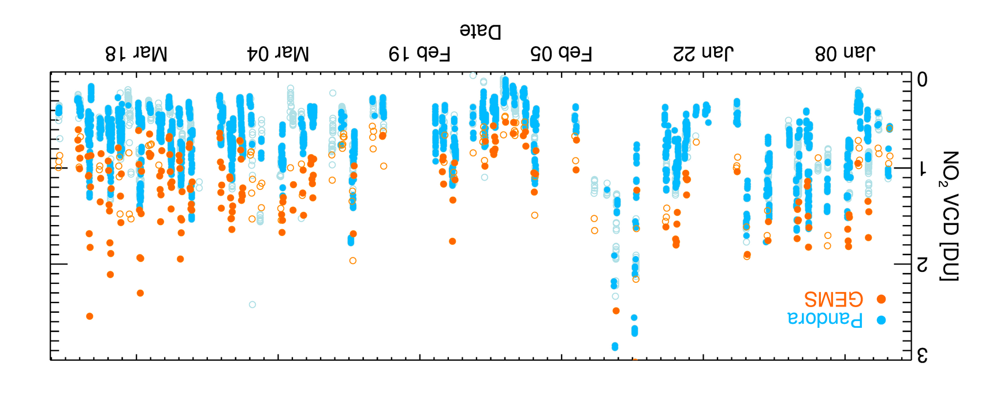 3
2
1
0
NO₂ VCD [DU]
Pandora
GEMS
Jan 08
Jan 22
Feb 05
Feb 19
Mar 04
Mar 18
Date